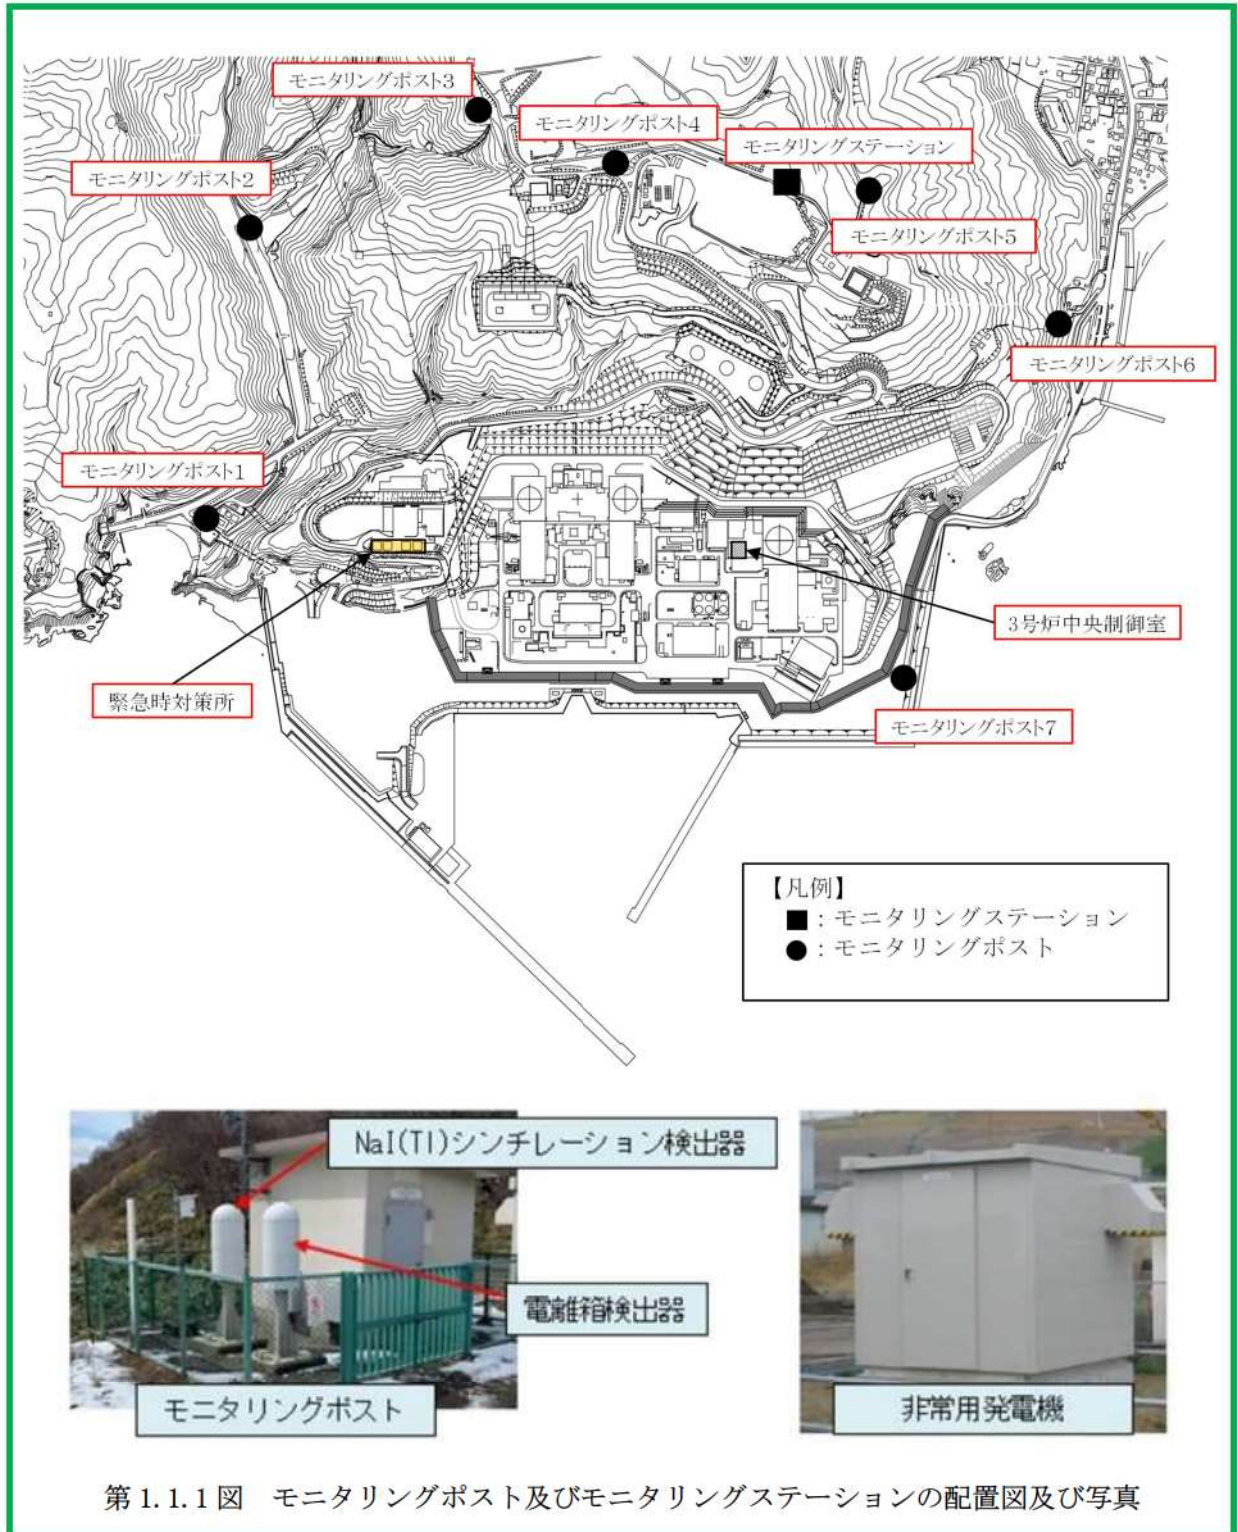 モニタリングポスト3
モニタリングポスト4
モニタリングステーション
モニタリングポスト2
モニタリングポスト5
モニタリングポスト6
モニタリングポスト1
3号炉中央制御室
緊急時対策所
モニタリングポスト7
【凡例】
■：モニタリングステーション
●：モニタリングポスト
NaI(Tl)シンチレーション検出器
電離箱検出器
モニタリングポスト
非常用発電機
第1.1.1図　モニタリングポスト及びモニタリングステーションの配置図及び写真